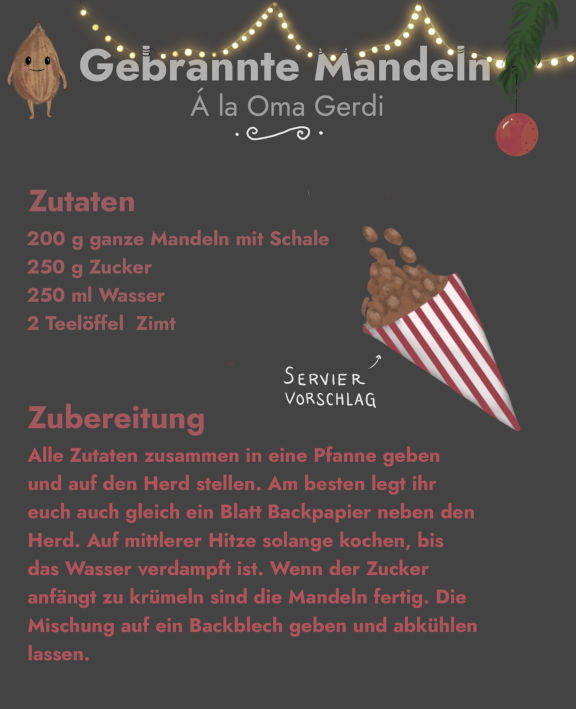 Gebrannte Mandeln
Á la Oma Gerdi
Zutaten
200 g ganze Mandeln mit Schale
250 g Zucker
250 ml Wasser
2 Teelöffel Zimt
SERVIER
VORSCHLAG
Zubereitung
Alle Zutaten zusammen in eine Pfanne geben
und auf den Herd stellen. Am besten legt ihr
euch auch gleich ein Blatt Backpapier neben den
Herd. Auf mittlerer Hitze solange kochen, bis
das Wasser verdampft ist. Wenn der Zucker
anfängt zu krümeln sind die Mandeln fertig. Die
Mischung auf ein Backblech geben und abkühlen
lassen.